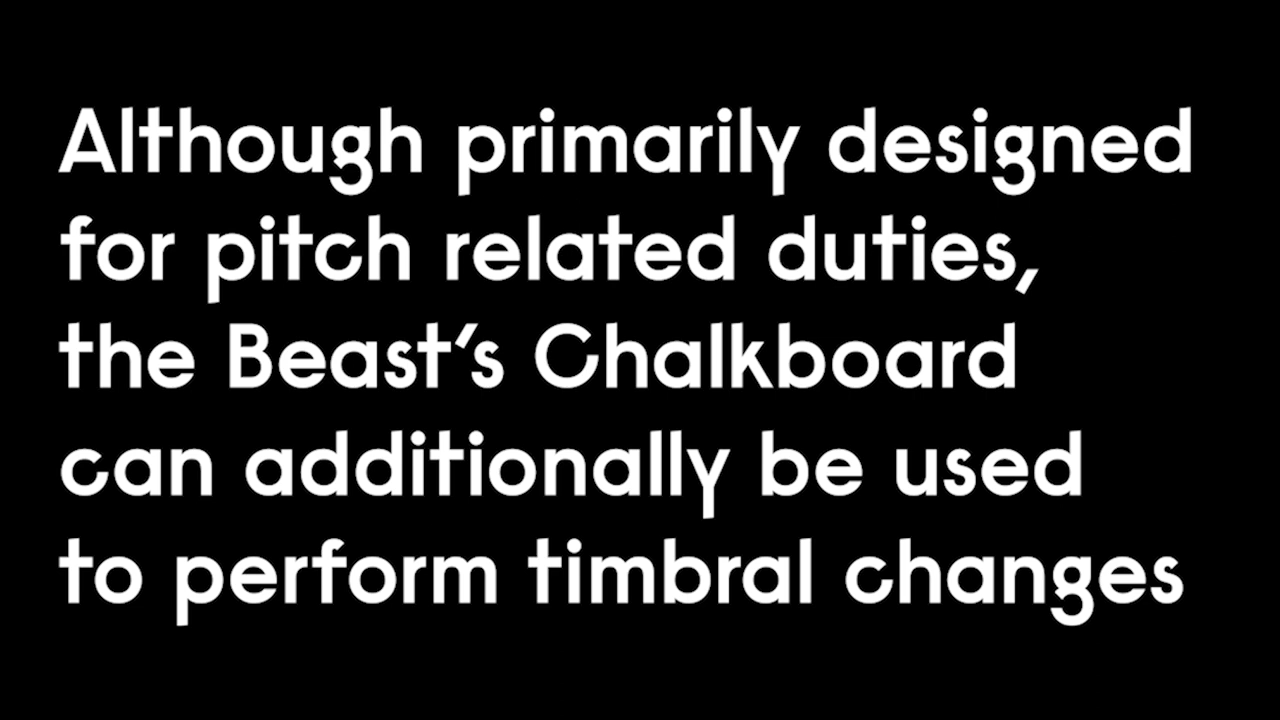 Although primarily designed
for pitch related duties,
the Beast's Chalkboard
can additionally be used
to perform timbral changes